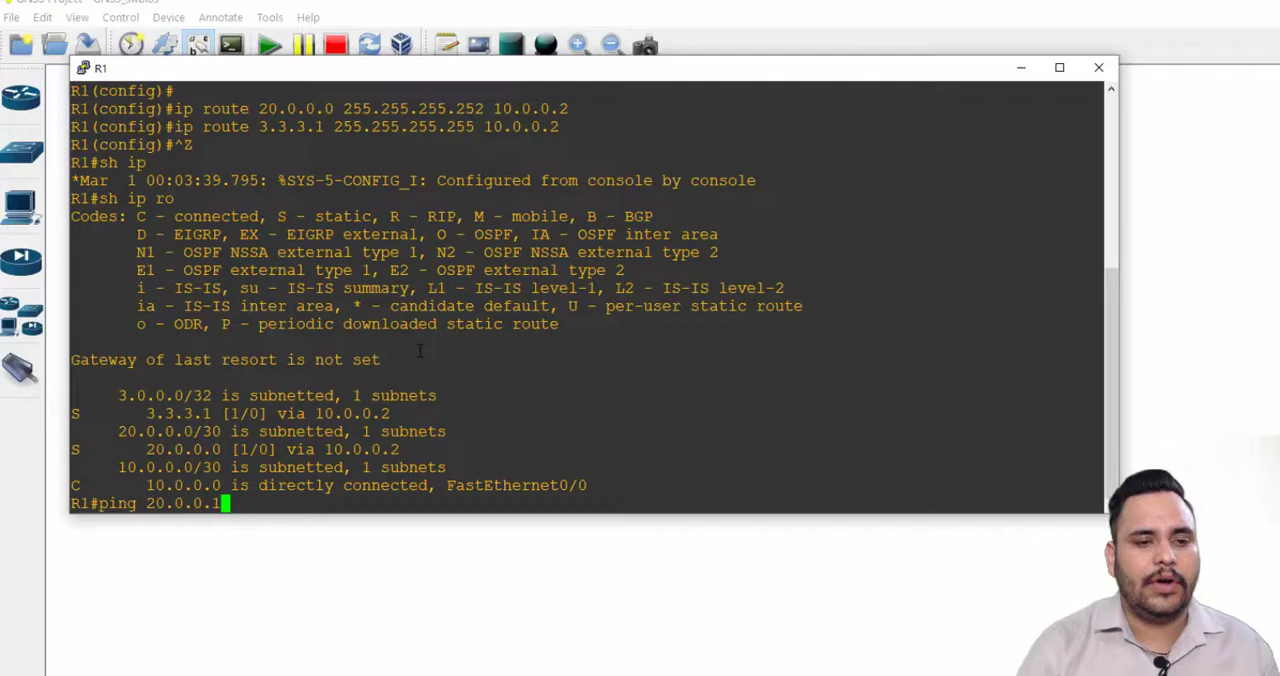 File Edit View Control Device Annotate Tools Help
R1
R1(config)#
R1(config)#ip route 20.0.0.0 255.255.255.252 10.0.0.2
R1(config)#ip route 3.3.3.1 255.255.255.255 10.0.0.2
R1(config)#^Z
R1#sh ip
*Mar  1 00:03:39.795: %SYS-5-CONFIG_I: Configured from console by console
R1#sh ip ro
Codes: C - connected, S - static, R - RIP, M - mobile, B - BGP
       D - EIGRP, EX - EIGRP external, O - OSPF, IA - OSPF inter area
       N1 - OSPF NSSA external type 1, N2 - OSPF NSSA external type 2
       E1 - OSPF external type 1, E2 - OSPF external type 2
       i - IS-IS, su - IS-IS summary, L1 - IS-IS level-1, L2 - IS-IS level-2
       ia - IS-IS inter area, * - candidate default, U - per-user static route
       o - ODR, P - periodic downloaded static route
Gateway of last resort is not set
     3.0.0.0/32 is subnetted, 1 subnets
S       3.3.3.1 [1/0] via 10.0.0.2
     20.0.0.0/30 is subnetted, 1 subnets
S       20.0.0.0 [1/0] via 10.0.0.2
     10.0.0.0/30 is subnetted, 1 subnets
C       10.0.0.0 is directly connected, FastEthernet0/0
R1#ping 20.0.0.1